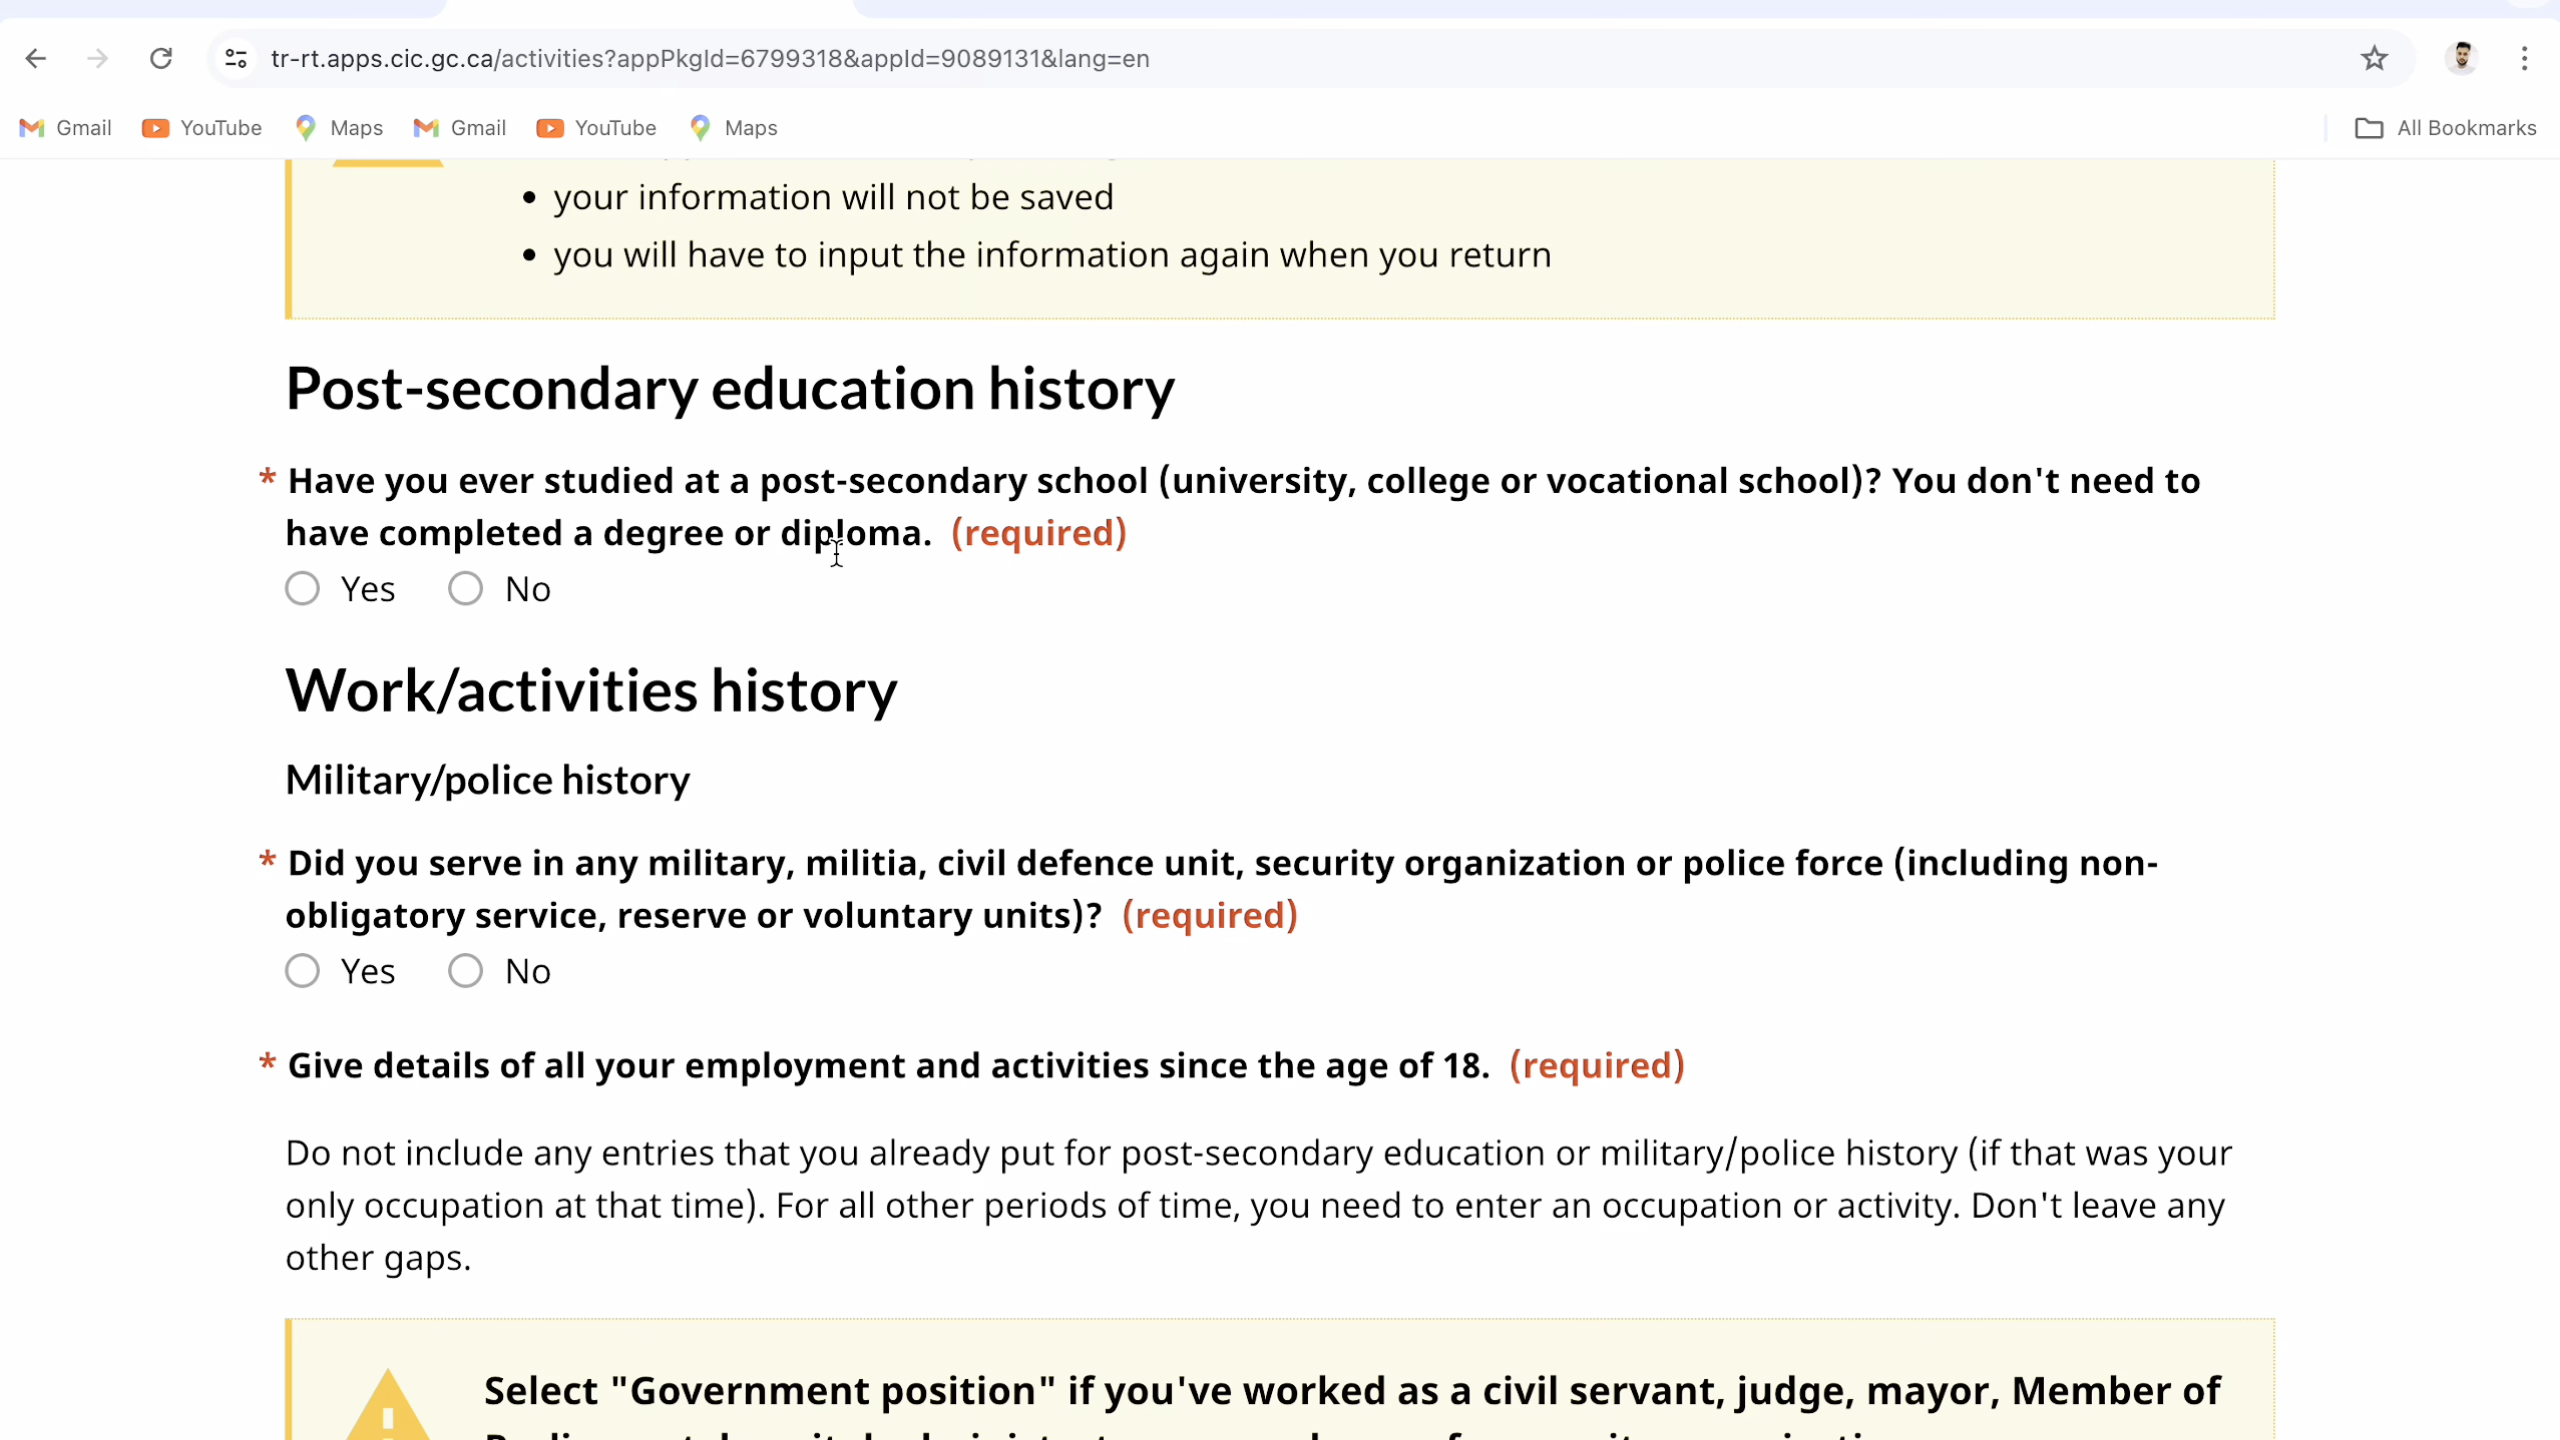 tr-rt.apps.cic.gc.ca/activities?appPkgId=6799318&appId=9089131&lang=en
Gmail YouTube Maps Gmail YouTube Maps All Bookmarks
• your information will not be saved
• you will have to input the information again when you return
Post-secondary education history
* Have you ever studied at a post-secondary school (university, college or vocational school)? You don't need to
have completed a degree or diploma. (required)
Yes No
Work/activities history
Military/police history
* Did you serve in any military, militia, civil defence unit, security organization or police force (including non-
obligatory service, reserve or voluntary units)? (required)
Yes No
* Give details of all your employment and activities since the age of 18. (required)
Do not include any entries that you already put for post-secondary education or military/police history (if that was your
only occupation at that time). For all other periods of time, you need to enter an occupation or activity. Don't leave any
other gaps.
Select "Government position" if you've worked as a civil servant, judge, mayor, Member of